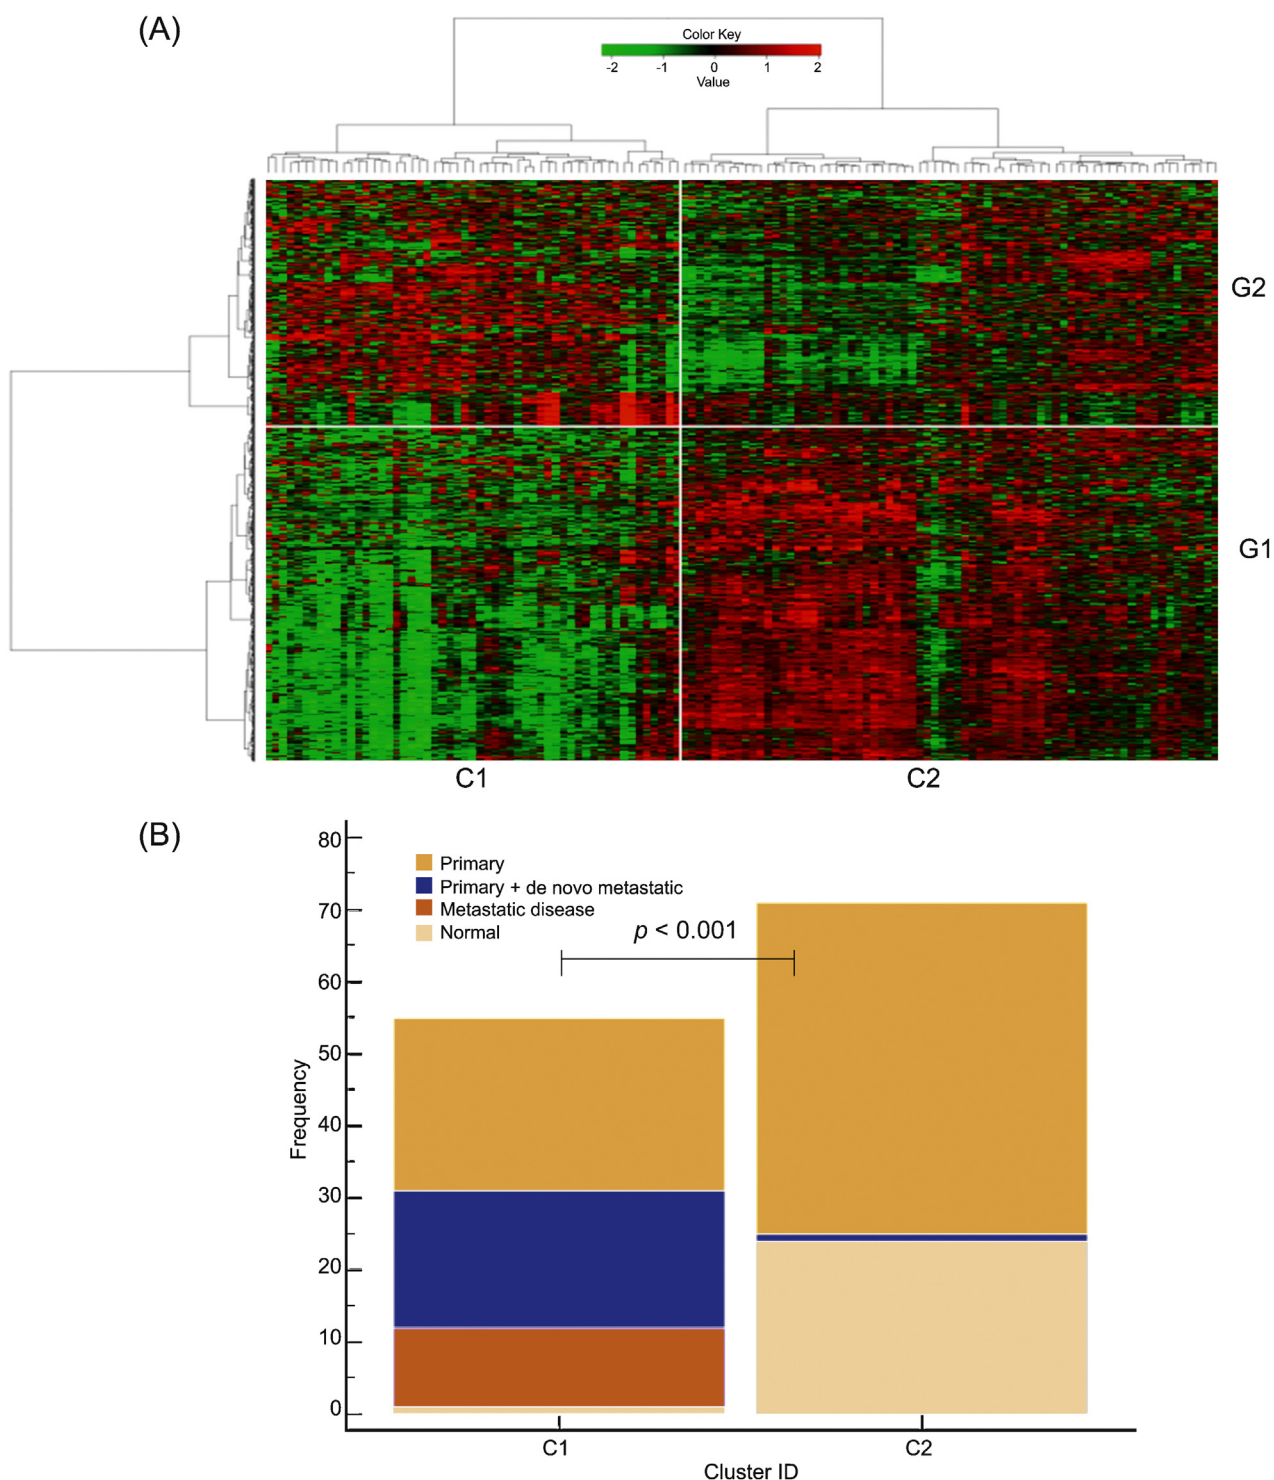 (A)
Color Key
-2 -1 0 1 2
Value
G2
G1
C1 C2
(B)
80
70
60
50
40
30
20
10
0
Frequency
Primary
Primary + de novo metastatic
Metastatic disease
Normal
p < 0.001
C1 C2
Cluster ID